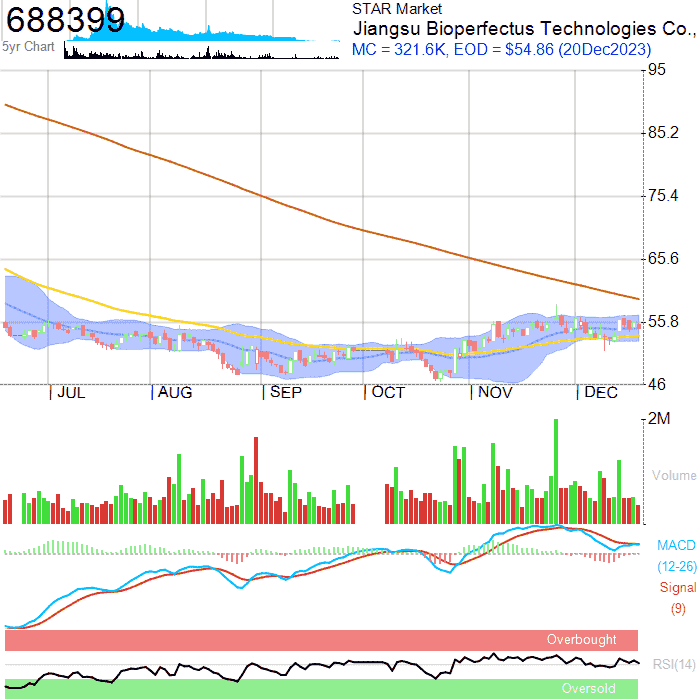 688399
5yr Chart
STAR Market
Jiangsu Bioperfectus Technologies Co.,
MC = 321.6K, EOD = $54.86 (20Dec2023)
95
85.2
75.4
65.6
55.8
46
JUL
AUG
SEP
OCT
NOV
DEC
2M
Volume
MACD
(12-26)
Signal
(9)
Overbought
RSI(14)
Oversold